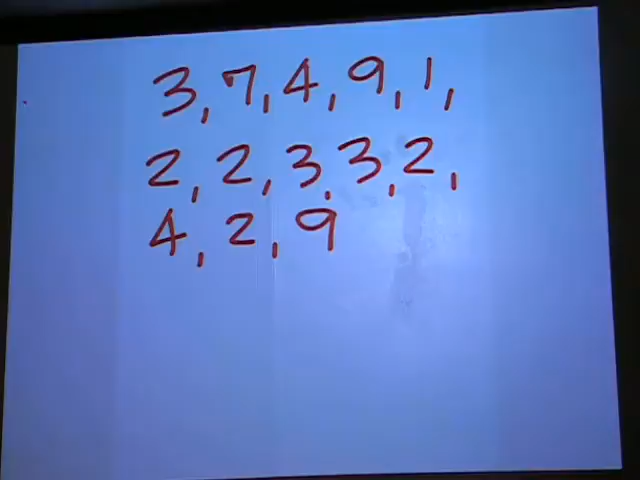 3, 7, 4, 9, 1,
2, 2, 3, 3, 2,
4, 2, 9